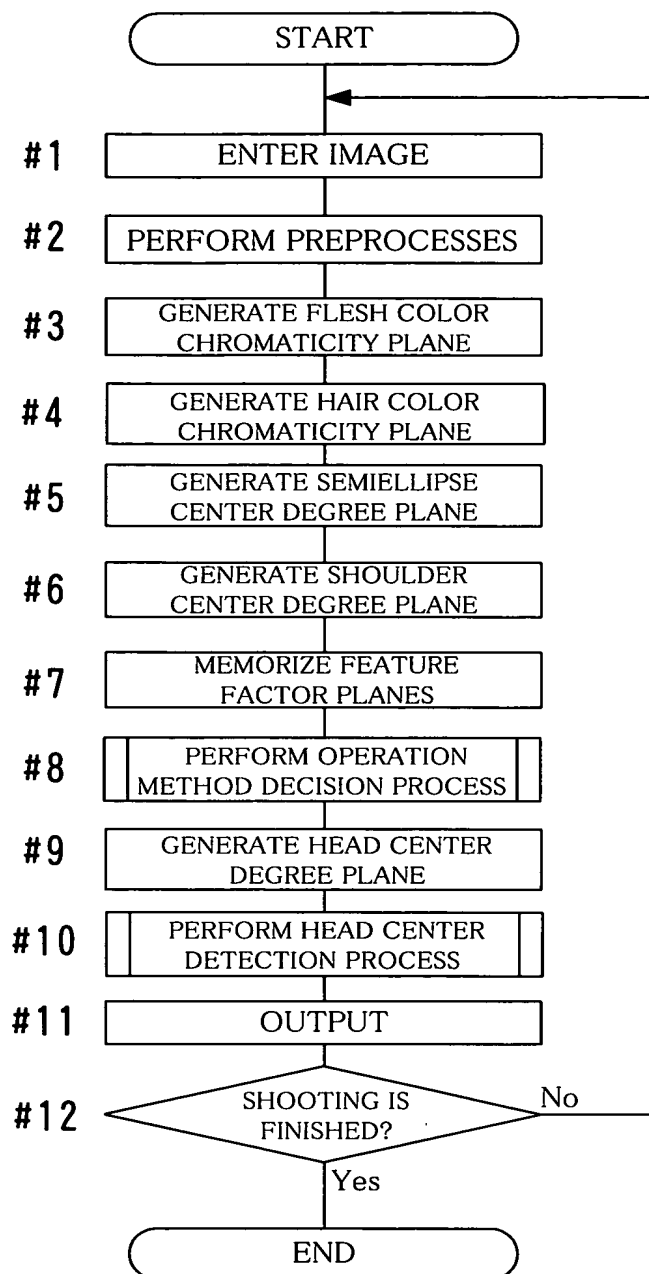 START
#1
ENTER IMAGE
#2
PERFORM PREPROCESSES
#3
GENERATE FLESH COLOR
CHROMATICITY PLANE
#4
GENERATE HAIR COLOR
CHROMATICITY PLANE
#5
GENERATE SEMIELLIPSE
CENTER DEGREE PLANE
#6
GENERATE SHOULDER
CENTER DEGREE PLANE
#7
MEMORIZE FEATURE
FACTOR PLANES
#8
PERFORM OPERATION
METHOD DECISION PROCESS
#9
GENERATE HEAD CENTER
DEGREE PLANE
#10
PERFORM HEAD CENTER
DETECTION PROCESS
#11
OUTPUT
#12
SHOOTING IS
FINISHED?
No
Yes
END